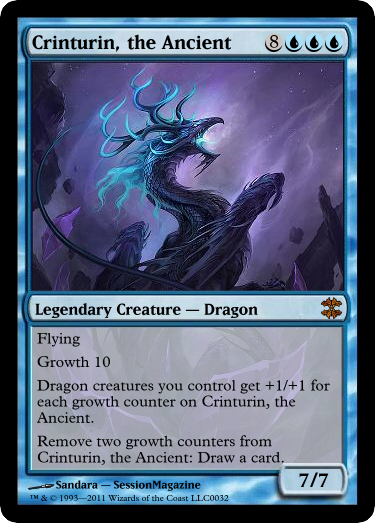 Crinturin, the Ancient 8
Legendary Creature — Dragon
Flying
Growth 10
Dragon creatures you control get +1/+1 for
each growth counter on Crinturin, the
Ancient.
Remove two growth counters from
Crinturin, the Ancient: Draw a card.
7/7
Sandara — SessionMagazine
™ & © 1993—2011 Wizards of the Coast LLC0032